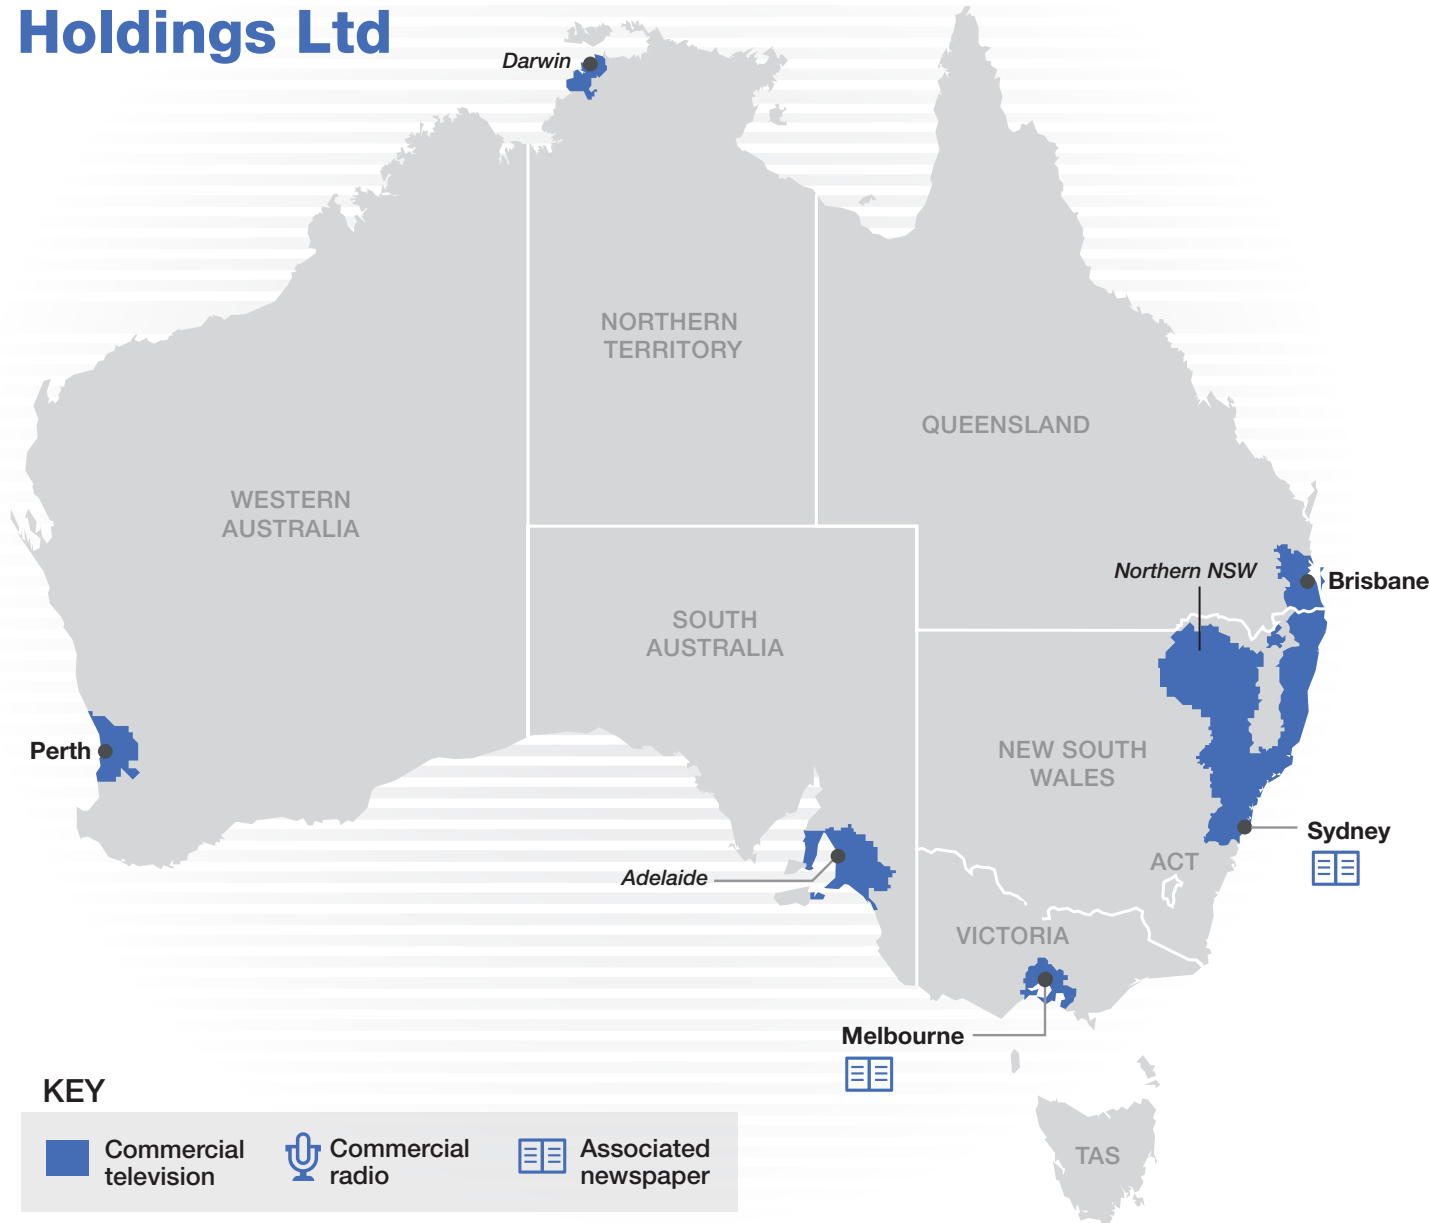 Holdings Ltd
Darwin
NORTHERN
TERRITORY
QUEENSLAND
WESTERN
AUSTRALIA
Northern NSW
Brisbane
SOUTH
AUSTRALIA
Perth
NEW SOUTH
WALES
Sydney
ACT
Adelaide
VICTORIA
Melbourne
TAS
KEY
Commercial
television
Commercial
radio
Associated
newspaper